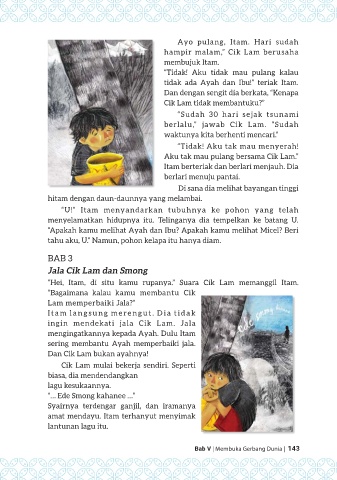 Ayo pulang, Itam. Hari sudah
hampir malam," Cik Lam berusaha
membujuk Itam.
"Tidak! Aku tidak mau pulang kalau
tidak ada Ayah dan Ibu!" teriak Itam.
Dan dengan sengit dia berkata, "Kenapa
Cik Lam tidak membantuku?"
"Sudah 30 hari sejak tsunami
berlalu," jawab Cik Lam. "Sudah
waktunya kita berhenti mencari."
"Tidak! Aku tak mau menyerah!
Aku tak mau pulang bersama Cik Lam."
Itam berteriak dan berlari menjauh. Dia
berlari menuju pantai.
Di sana dia melihat bayangan tinggi
hitam dengan daun-daunnya yang melambai.
"U!" Itam menyandarkan tubuhnya ke pohon yang telah
menyelamatkan hidupnya itu. Telinganya dia tempelkan ke batang U.
"Apakah kamu melihat Ayah dan Ibu? Apakah kamu melihat Micel? Beri
tahu aku, U." Namun, pohon kelapa itu hanya diam.
BAB 3
Jala Cik Lam dan Smong
"Hei, Itam, di situ kamu rupanya." Suara Cik Lam memanggil Itam.
"Bagaimana kalau kamu membantu Cik
Lam memperbaiki Jala?"
Itam langsung merengut. Dia tidak
ingin mendekati jala Cik Lam. Jala
mengingatkannya kepada Ayah. Dulu Itam
sering membantu Ayah memperbaiki jala.
Dan Cik Lam bukan ayahnya!
Cik Lam mulai bekerja sendiri. Seperti
biasa, dia mendendangkan
lagu kesukaannya.
"... Ede Smong kahanee ..."
Syairnya terdengar ganjil, dan iramanya
amat mendayu. Itam terhanyut menyimak
lantunan lagu itu.
Bab V | Membuka Gerbang Dunia | 143